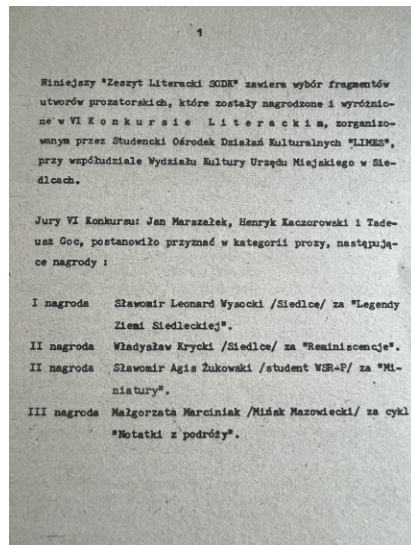 1
Niniejszy "Zeszyt Literacki SODK" zawiera wybór fragmentów
utworów prozatorskich, które zostały nagrodzone i wyróżnio-
ne w VI K o n k u r s i e  L i t e r a c k i m, zorganizo-
wanym przez Studencki Ośrodek Działań Kulturalnych "LIMES",
przy współudziale Wydziału Kultury Urzędu Miejskiego w Sie-
dlcach.
Jury VI Konkursu: Jan Marszałek, Henryk Kaczorowski i Tade-
usz Goc, postanowiło przyznać w kategorii prozy, następują-
ce nagrody :
I nagroda Sławomir Leonard Wysocki /Siedlce/ za "Legendy
Ziemi Siedleckiej".
II nagroda Władysław Krycki /Siedlce/ za "Reminiscencje".
II nagroda Sławomir Agis Żukowski /student WSR-P/ za "Mi-
niatury".
III nagroda Małgorzata Marciniak /Mińsk Mazowiecki/ za cykl
"Notatki z podróży".